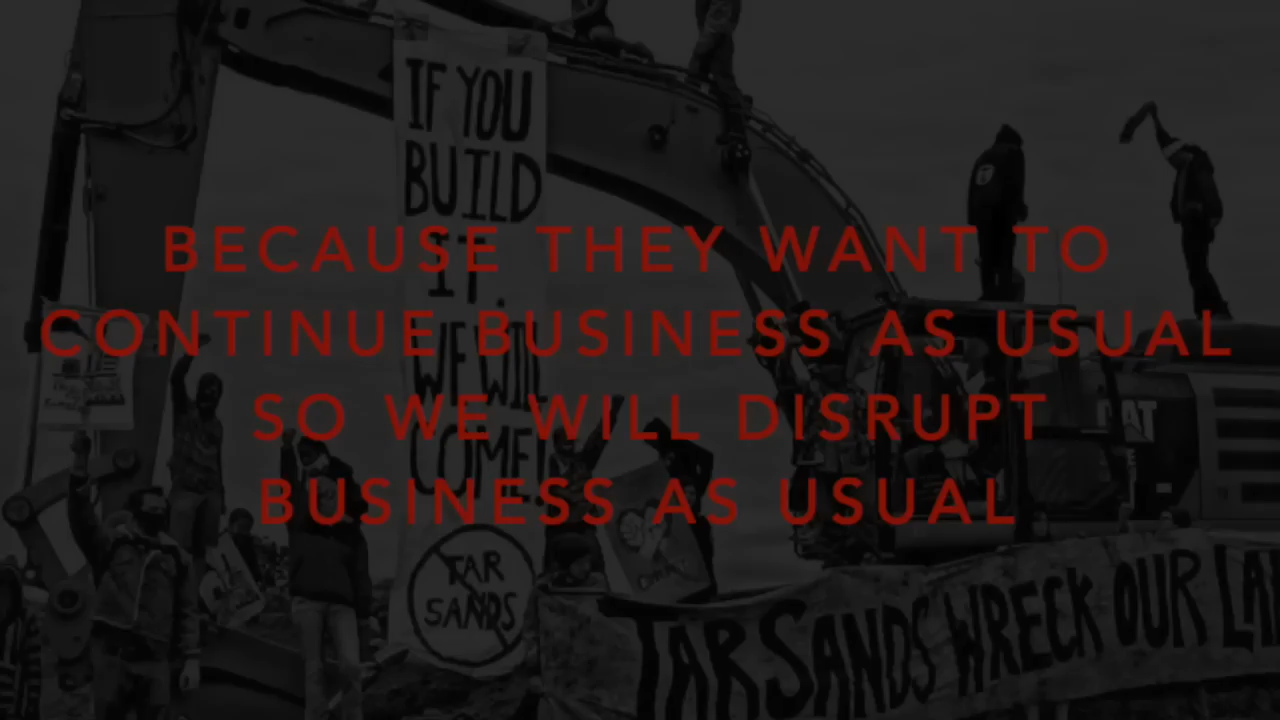 IF YOU
BUILD
IT.
WE WILL
COME!
BECAUSE THEY WANT TO
CONTINUE BUSINESS AS USUAL
SO WE WILL DISRUPT
BUSINESS AS USUAL
CAT
TAR
SANDS
TAR SANDS WRECK OUR